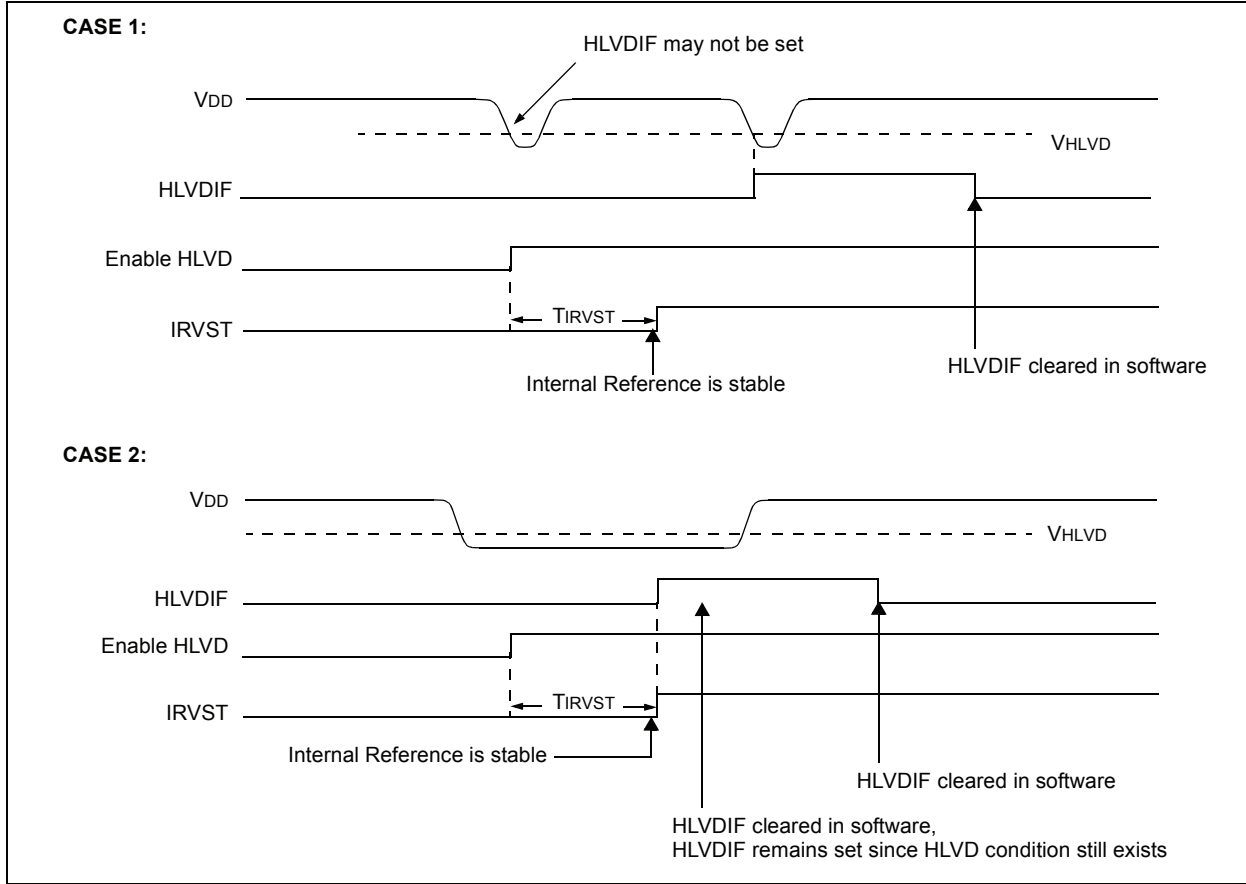 CASE 1:
HLVDIF may not be set
VDD
VHLVD
HLVDIF
Enable HLVD
TIRVST
IRVST
HLVDIF cleared in software
Internal Reference is stable
CASE 2:
VDD
VHLVD
HLVDIF
Enable HLVD
TIRVST
IRVST
Internal Reference is stable
HLVDIF cleared in software
HLVDIF cleared in software,
HLVDIF remains set since HLVD condition still exists